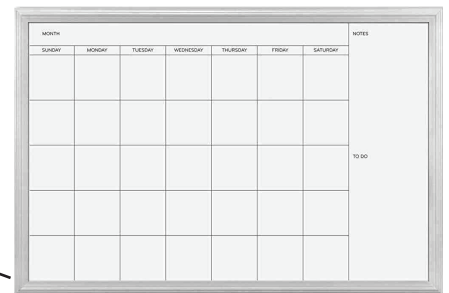 MONTH
NOTES
SUNDAY MONDAY TUESDAY WEDNESDAY THURSDAY FRIDAY SATURDAY
TO DO